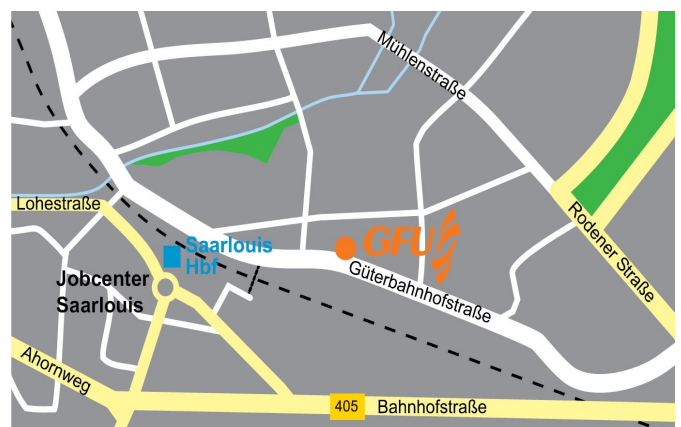 Mühlenstraße
Lohestraße
Rodener Straße
Saarlouis
Hbf
GFU
Jobcenter
Saarlouis
Güterbahnhofstraße
Ahornweg
405
Bahnhofstraße